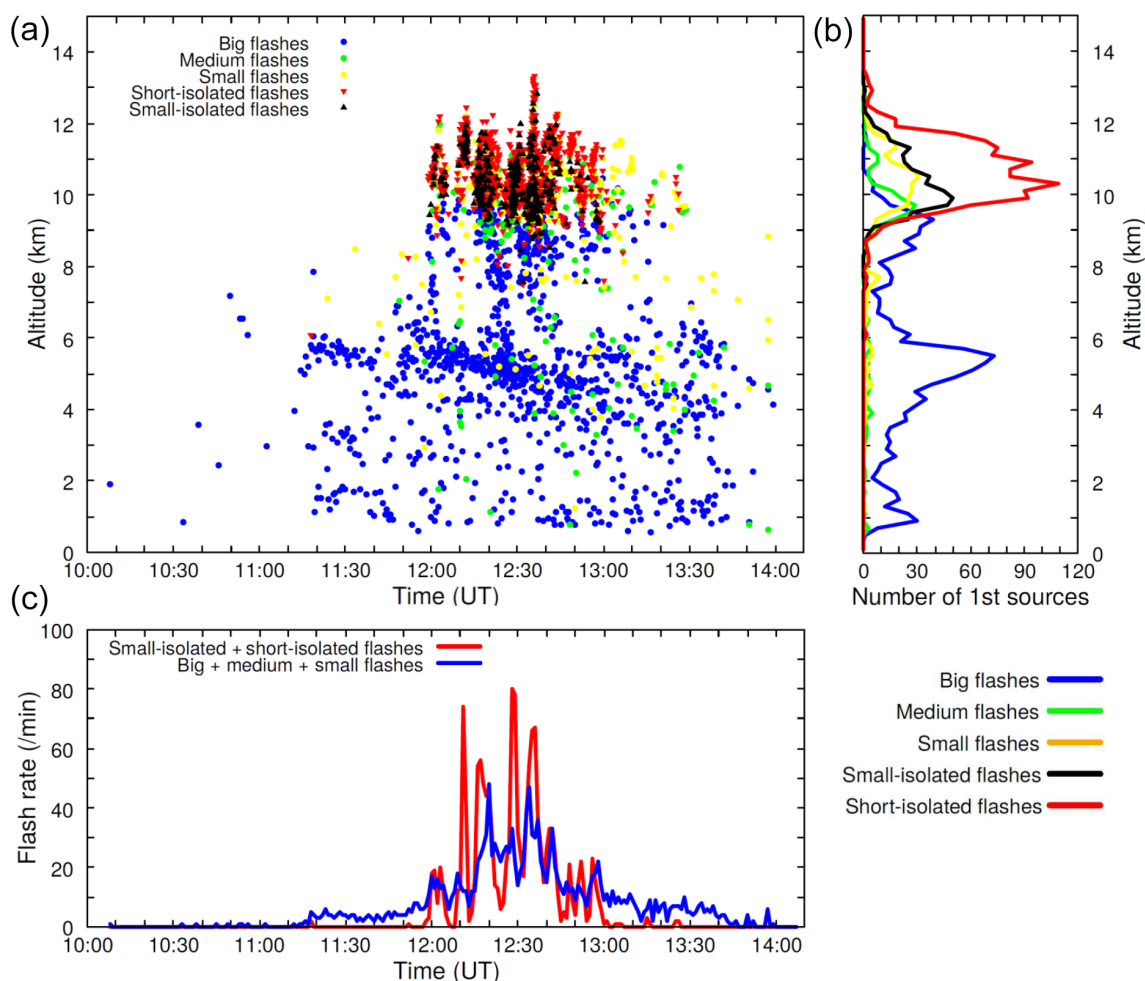 (a)
Big flashes
Medium flashes
Small flashes
Short-isolated flashes
Small-isolated flashes
14
12
10
8
6
4
2
0
Altitude (km)
10:00 10:30 11:00 11:30 12:00 12:30 13:00 13:30 14:00
Time (UT)
(b)
14
12
10
8
6
4
2
0
Altitude (km)
0 30 60 90 120
Number of 1st sources
(c)
Small-isolated + short-isolated flashes
Big + medium + small flashes
100
80
60
40
20
0
Flash rate (/min)
10:00 10:30 11:00 11:30 12:00 12:30 13:00 13:30 14:00
Time (UT)
Big flashes
Medium flashes
Small flashes
Small-isolated flashes
Short-isolated flashes